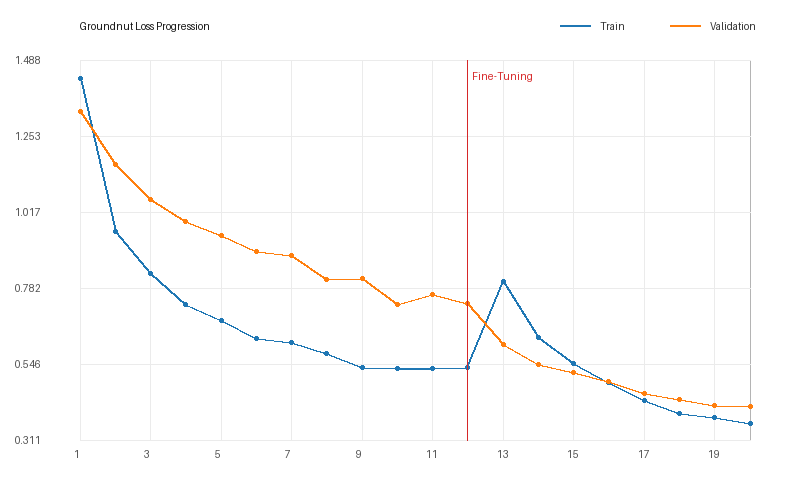 Groundnut Loss Progression
Train
Validation
1.488
Fine-Tuning
1.253
1.017
0.782
0.546
0.311
1 3 5 7 9 11 13 15 17 19